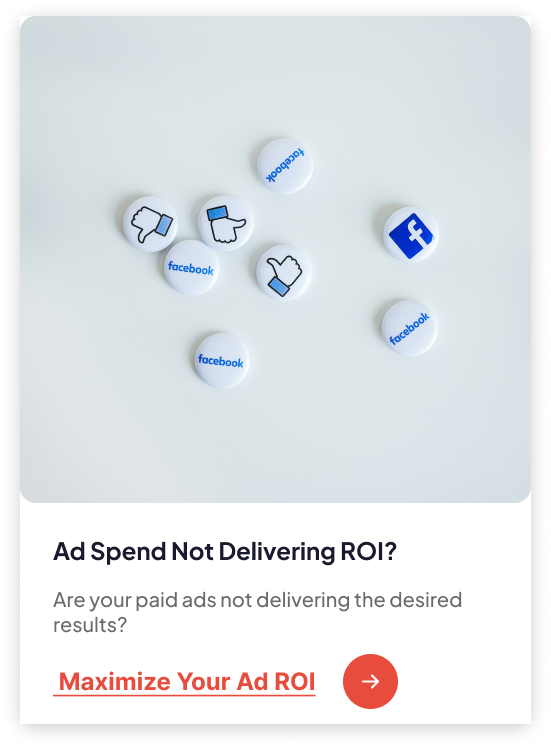 facebook
facebook
facebook
facebook
Ad Spend Not Delivering ROI?
Are your paid ads not delivering the desired
results?
Maximize Your Ad ROI